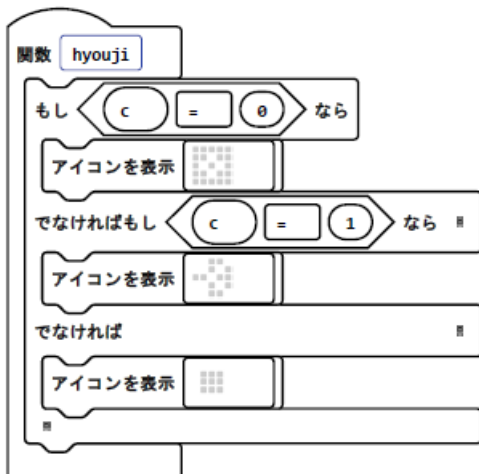 関数 hyouji
もし c = 0 なら
アイコンを表示
でなければもし c = 1 なら
アイコンを表示
でなければ
アイコンを表示